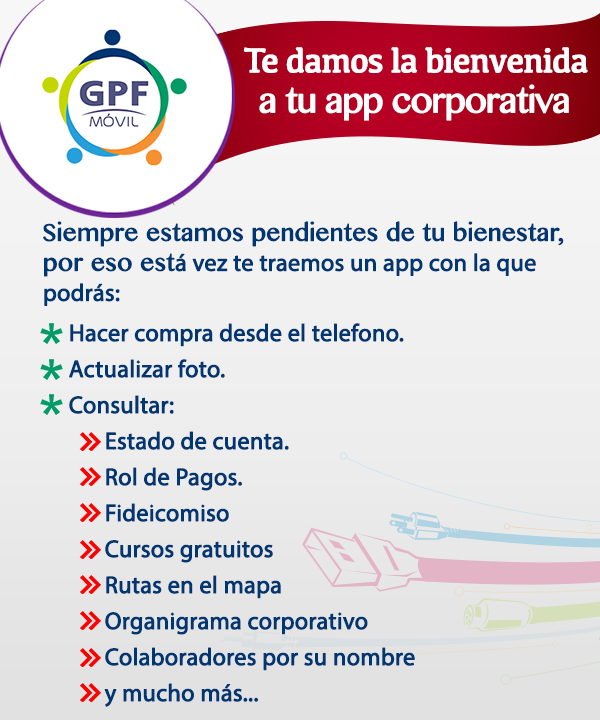 GPF
MÓVIL
Te damos la bienvenida
a tu app corporativa
Siempre estamos pendientes de tu bienestar,
por eso está vez te traemos un app con la que
podrás:
Hacer compra desde el telefono.
Actualizar foto.
Consultar:
Estado de cuenta.
Rol de Pagos.
Fideicomiso
Cursos gratuitos
Rutas en el mapa
Organigrama corporativo
Colaboradores por su nombre
y mucho más...